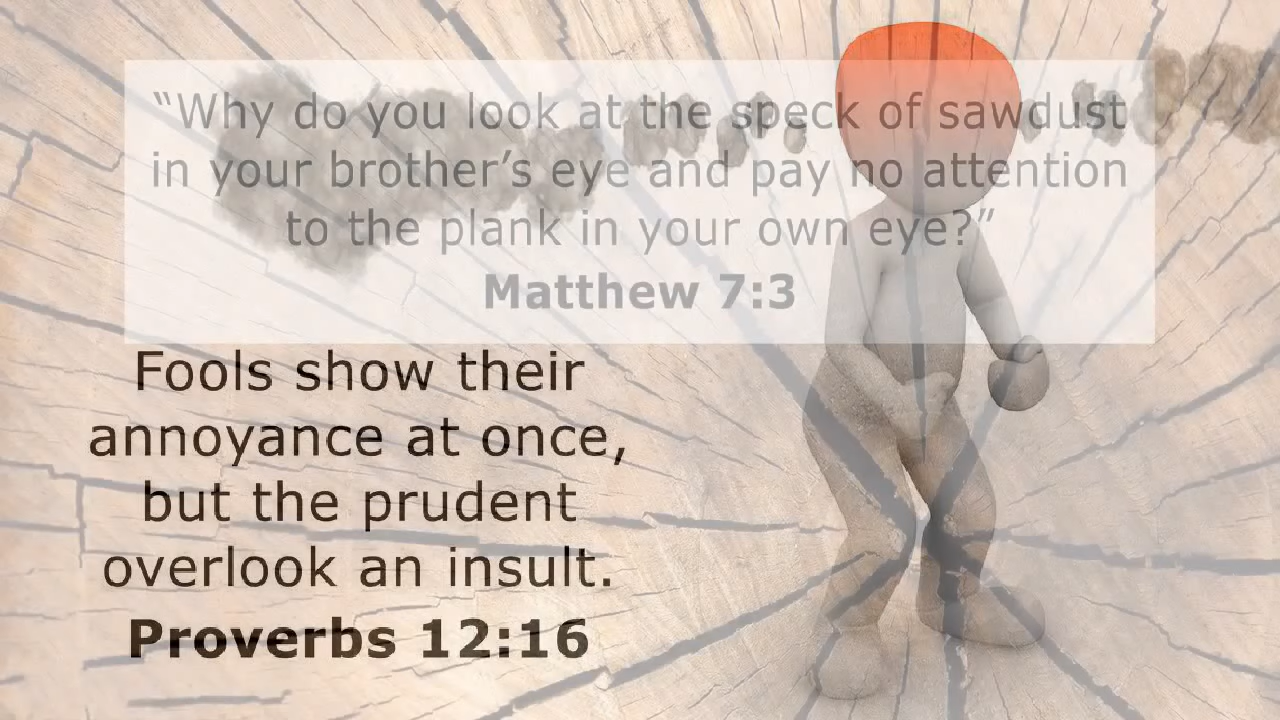 “Why do you look at the speck of sawdust
in your brother’s eye and pay no attention
to the plank in your own eye?”
Matthew 7:3
Fools show their
annoyance at once,
but the prudent
overlook an insult.
Proverbs 12:16